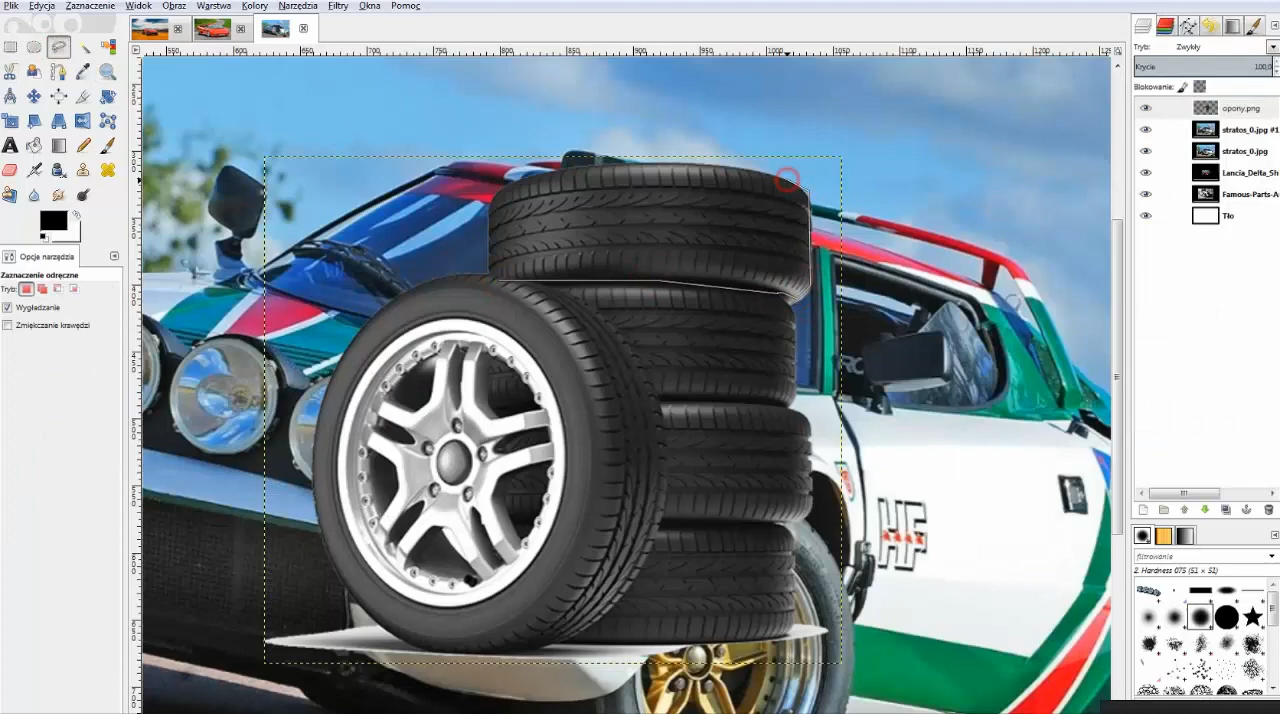 Plik Edycja Zaznaczenie Widok Obraz Warstwa Kolory Narzędzia Filtry Okna Pomoc
Tryb: Zwykły
Krycie 100,0
Blokowanie:
opony.png
stratos_0.jpg #1
stratos_0.jpg
Lancia_Delta_Sh
Famous-Parts-A
Tło
Opcje narzędzia
Zaznaczenie odręczne
Tryb:
Wygładzanie
Zmiękczanie krawędzi
HF
filtrowanie
2. Hardness 075 (51 × 51)